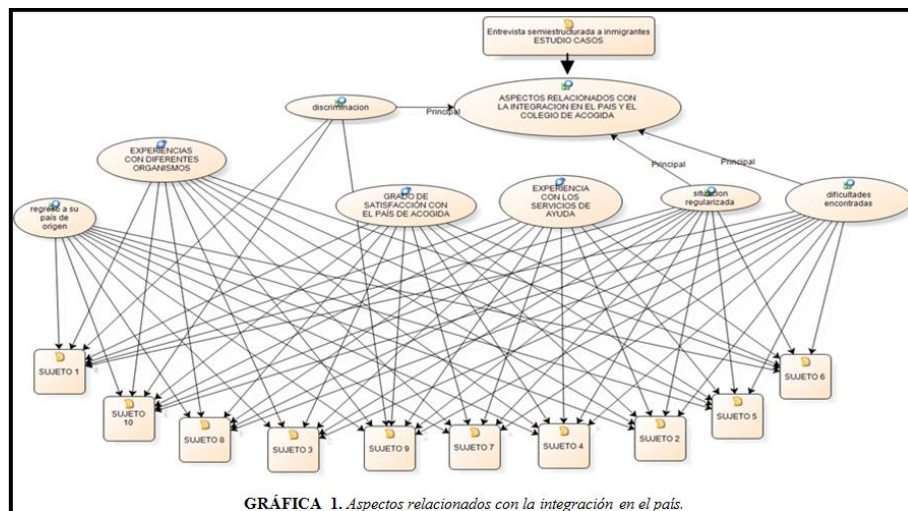 Entrevista semiestructurada a inmigrantes
ESTUDIO CASOS
ASPECTOS RELACIONADOS CON
LA INTEGRACION EN EL PAIS Y EL
COLEGIO DE ACOGIDA
discriminacion
Principal
EXPERIENCIAS
CON DIFERENTES
ORGANISMOS
Principal
Principal
GRADO DE
SATISFACCIÓN CON
EL PAÍS DE ACOGIDA
EXPERIENCIA
CON LOS
SERVICIOS DE
AYUDA
situacion
regularizada
dificultades
encontradas
regreso a su
país de
origen
SUJETO 1
SUJETO
10
SUJETO 8
SUJETO 3
SUJETO 9
SUJETO 7
SUJETO 4
SUJETO 2
SUJETO 5
SUJETO 6
GRÁFICA 1. Aspectos relacionados con la integración en el país.